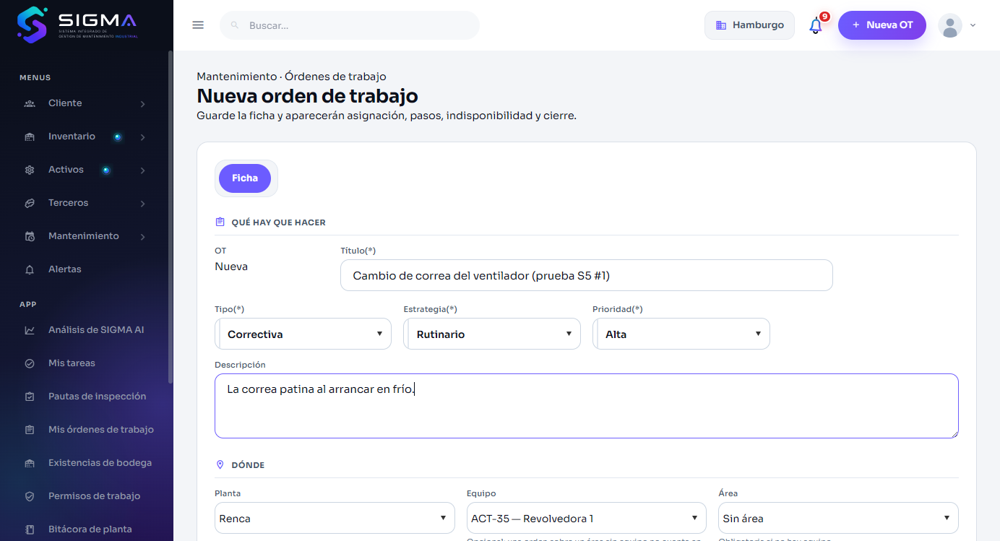 SIGMA
SISTEMA INTEGRADO DE
GESTIÓN DE MANTENIMIENTO INDUSTRIAL
Buscar...
Hamburgo
9
+ Nueva OT
MENUS
Cliente
Inventario
Activos
Terceros
Mantenimiento
Alertas
APP
Análisis de SIGMA AI
Mis tareas
Pautas de inspección
Mis órdenes de trabajo
Existencias de bodega
Permisos de trabajo
Bitácora de planta
Mantenimiento · Órdenes de trabajo
Nueva orden de trabajo
Guarde la ficha y aparecerán asignación, pasos, indisponibilidad y cierre.
Ficha
QUÉ HAY QUE HACER
OT
Título(*)
Nueva
Cambio de correa del ventilador (prueba S5 #1)
Tipo(*)
Estrategia(*)
Prioridad(*)
Correctiva
Rutinario
Alta
Descripción
La correa patina al arrancar en frío.
DÓNDE
Planta
Equipo
Área
Renca
ACT-35 — Revolvedora 1
Sin área